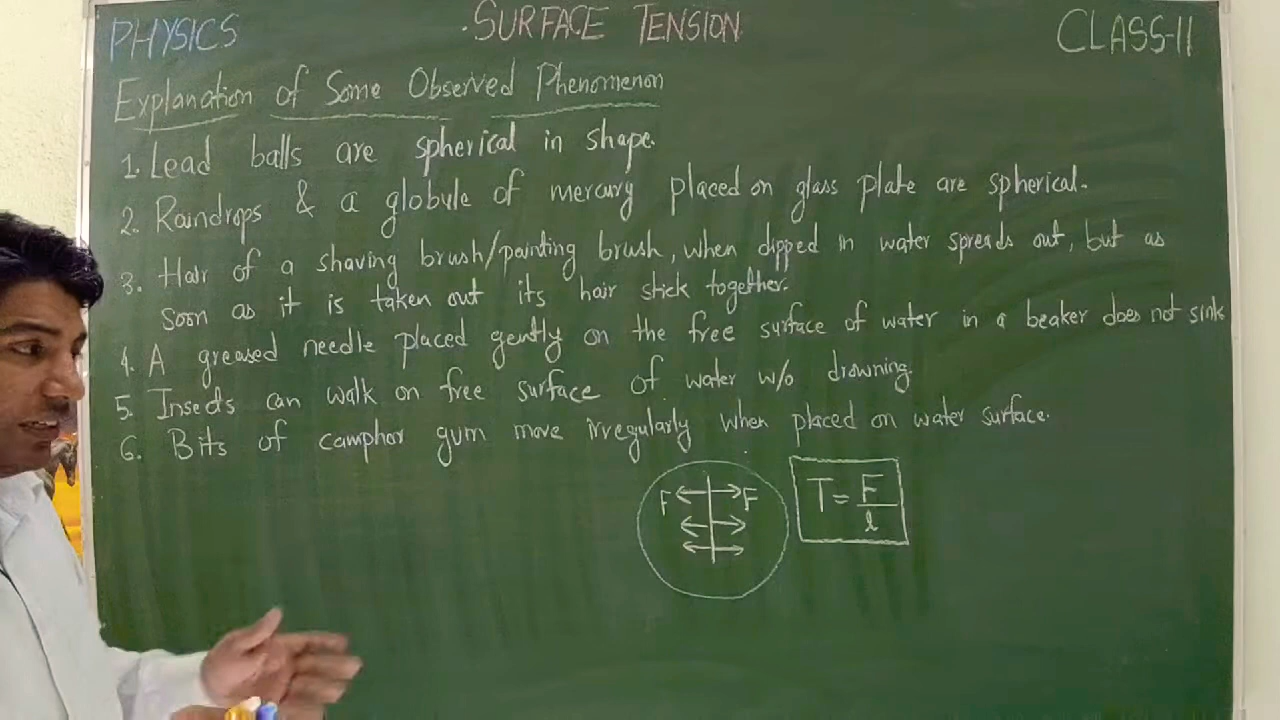 PHYSICS
SURFACE TENSION
CLASS-11
Explanation of Some Observed Phenomenon
1. Lead balls are spherical in shape.
2. Raindrops & a globule of mercury placed on glass plate are spherical.
3. Hair of a shaving brush/painting brush, when dipped in water spreads out, but as
soon as it is taken out its hair stick together.
4. A greased needle placed gently on the free surface of water in a beaker does not sink
5. Insects can walk on free surface of water w/o drowning.
6. Bits of camphor gum move irregularly when placed on water surface.
F F
T = F/l